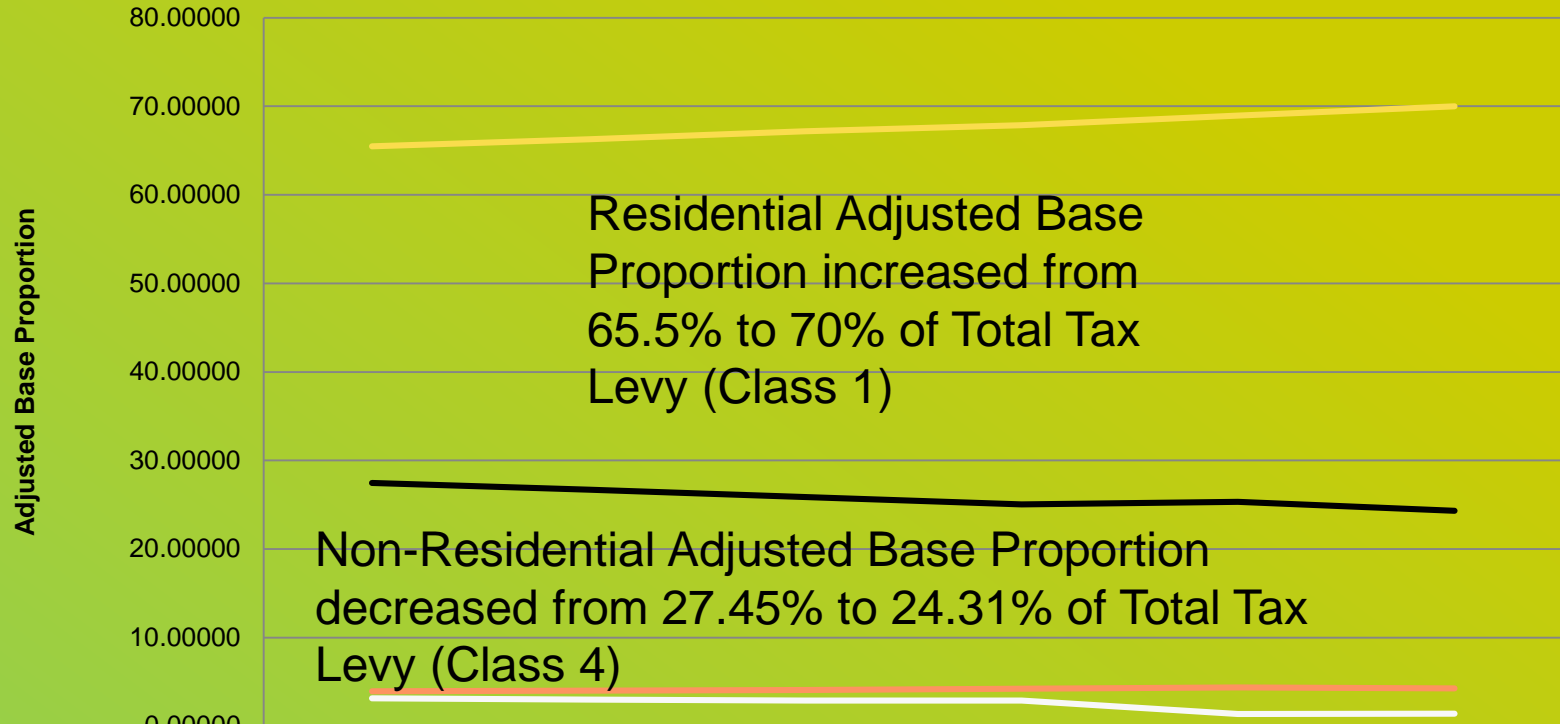 80.00000
70.00000
60.00000
50.00000
40.00000
30.00000
20.00000
10.00000
0.00000
Adjusted Base Proportion
Residential Adjusted Base
Proportion increased from
65.5% to 70% of Total Tax
Levy (Class 1)
Non-Residential Adjusted Base Proportion
decreased from 27.45% to 24.31% of Total Tax
Levy (Class 4)